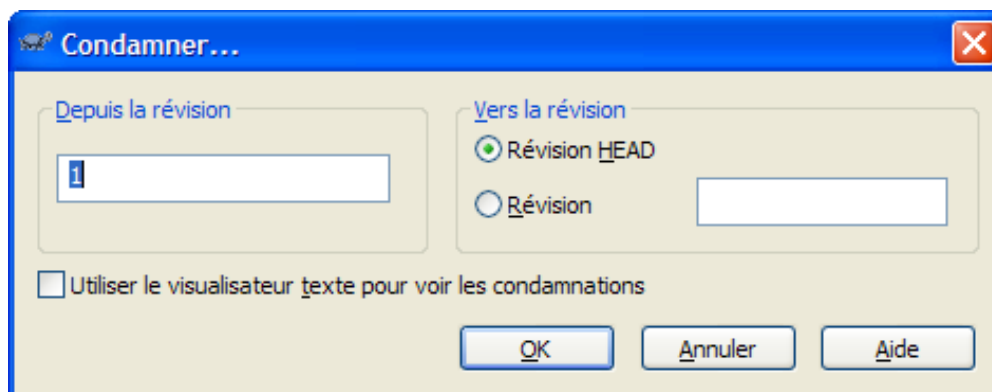 Condamner...
Depuis la révision
1
Vers la révision
Révision HEAD
Révision
Utiliser le visualisateur texte pour voir les condamnations
OK Annuler Aide